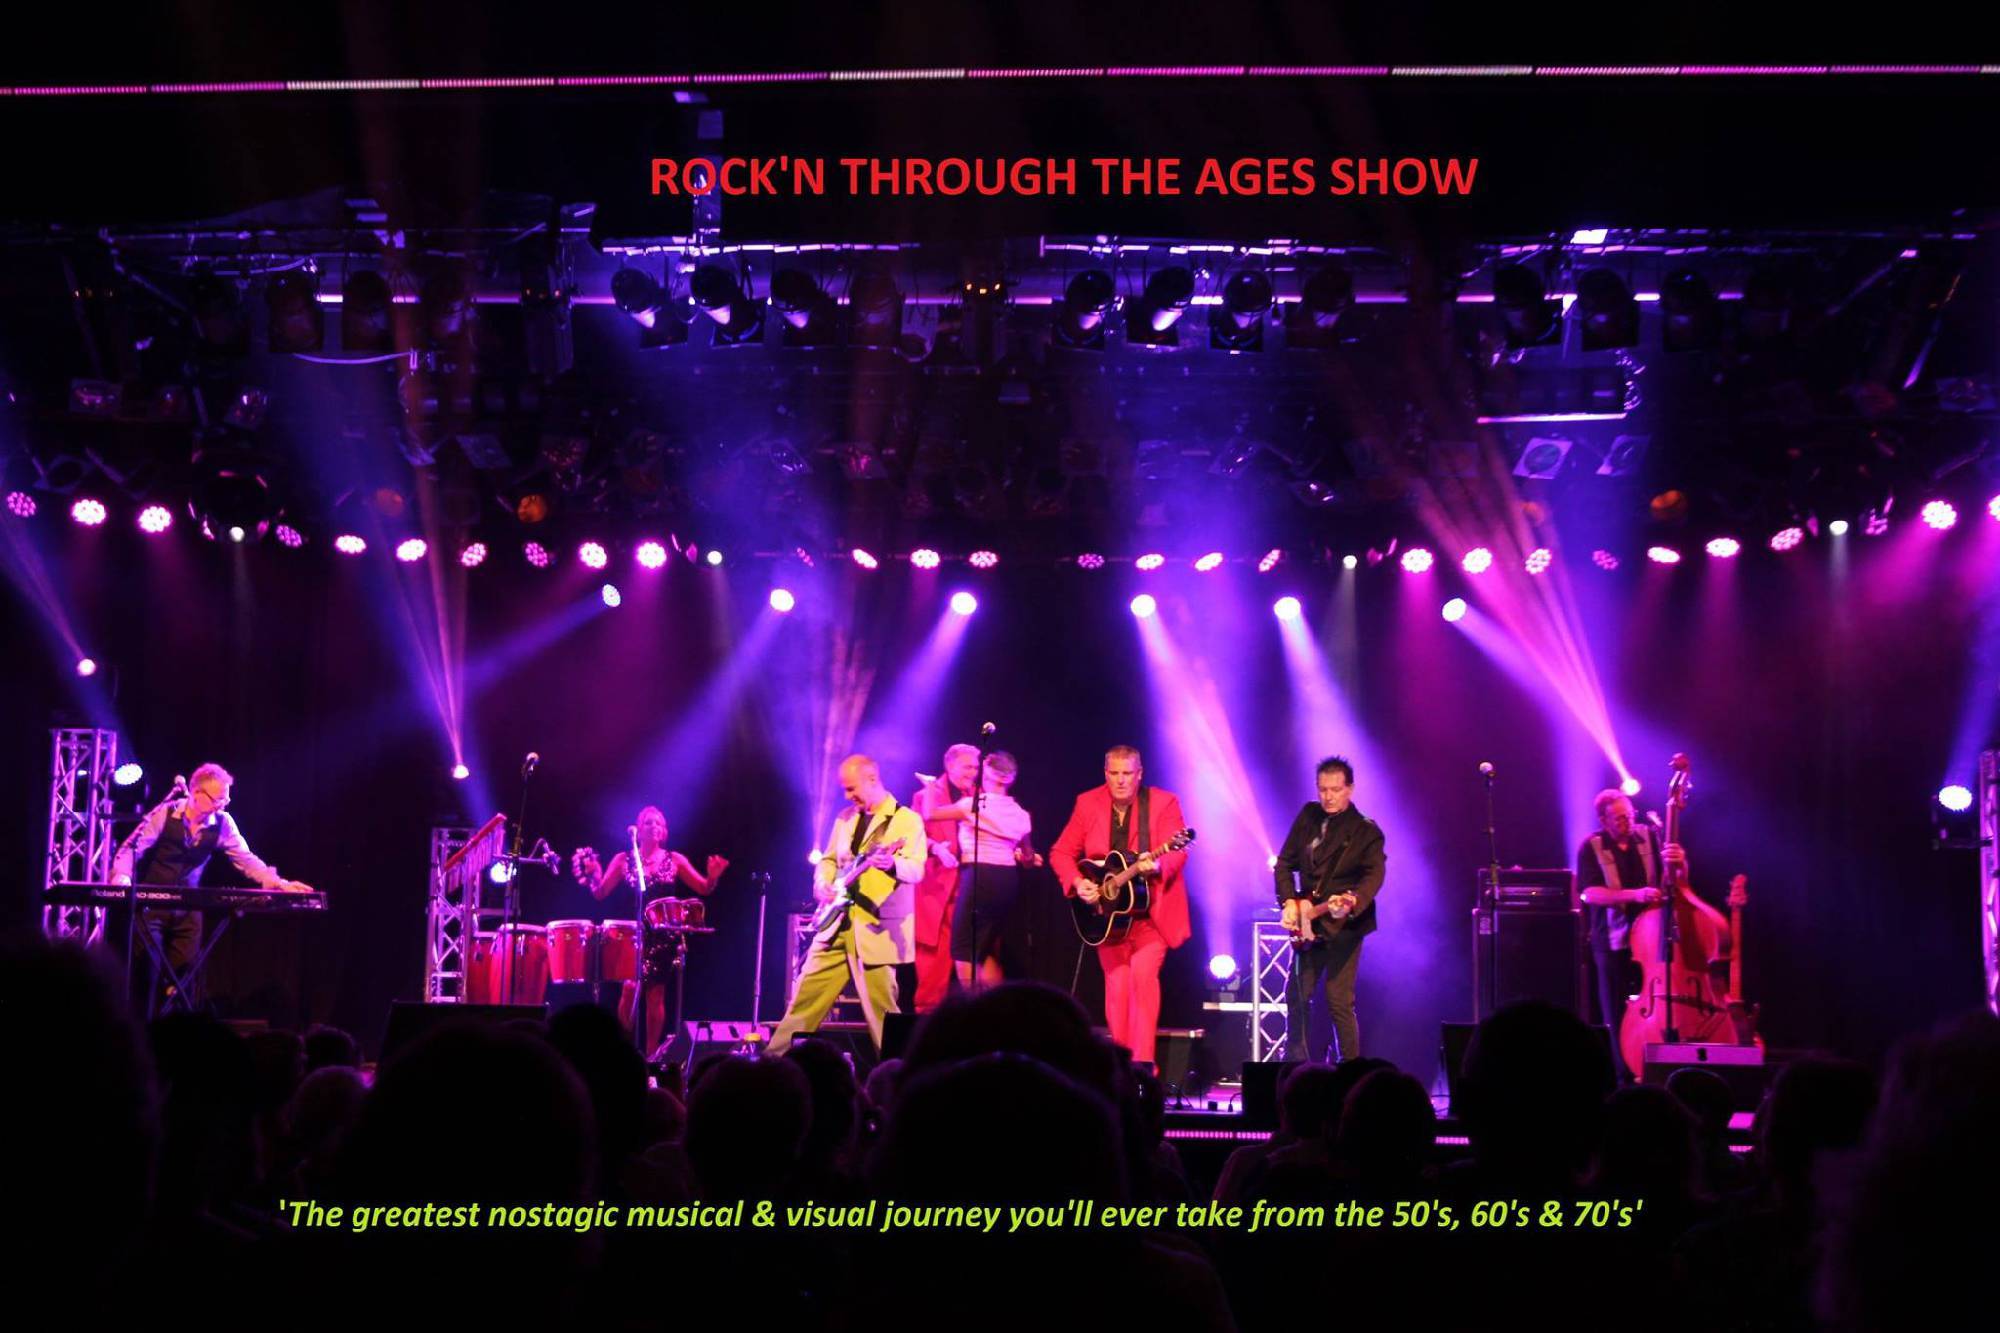 ROCK'N THROUGH THE AGES SHOW
Roland
'The greatest nostagic musical & visual journey you'll ever take from the 50's, 60's & 70's'